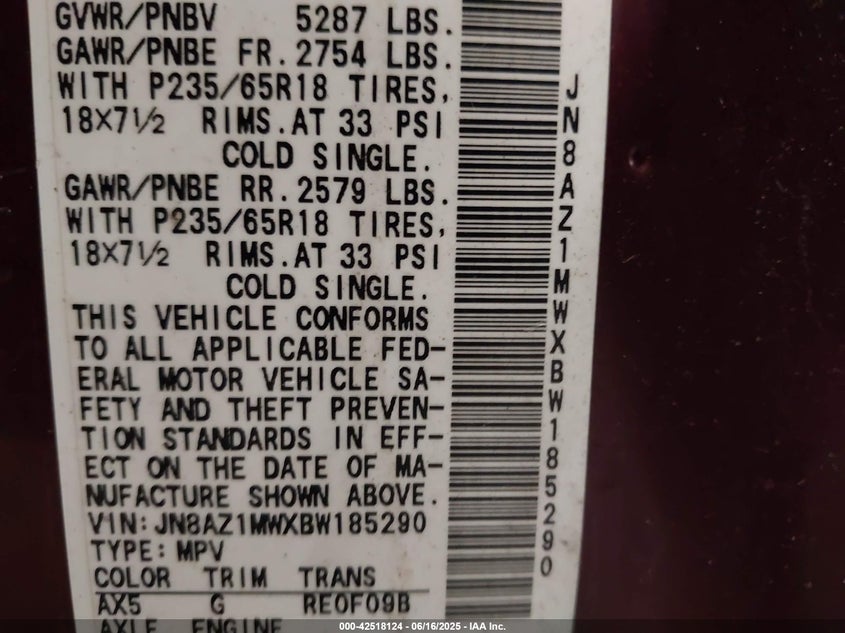 GVWR/PNBV 5287 LBS.
GAWR/PNBE FR. 2754 LBS.
WITH P235/65R18 TIRES,
18X7½ RIMS. AT 33 PSI
COLD SINGLE.
GAWR/PNBE RR. 2579 LBS.
WITH P235/65R18 TIRES,
18X7½ RIMS. AT 33 PSI
COLD SINGLE.
THIS VEHICLE CONFORMS
TO ALL APPLICABLE FED-
ERAL MOTOR VEHICLE SA-
FETY AND THEFT PREVEN-
TION STANDARDS IN EFF-
ECT ON THE DATE OF MA-
NUFACTURE SHOWN ABOVE.
VIN: JN8AZ1MWXBW185290
TYPE: MPV
COLOR TRIM TRANS
AX5 G RE0F09B
AXLE ENGINE
JN8AZ1MWXBW185290
000-42518124 - 06/16/2025 - IAA Inc.